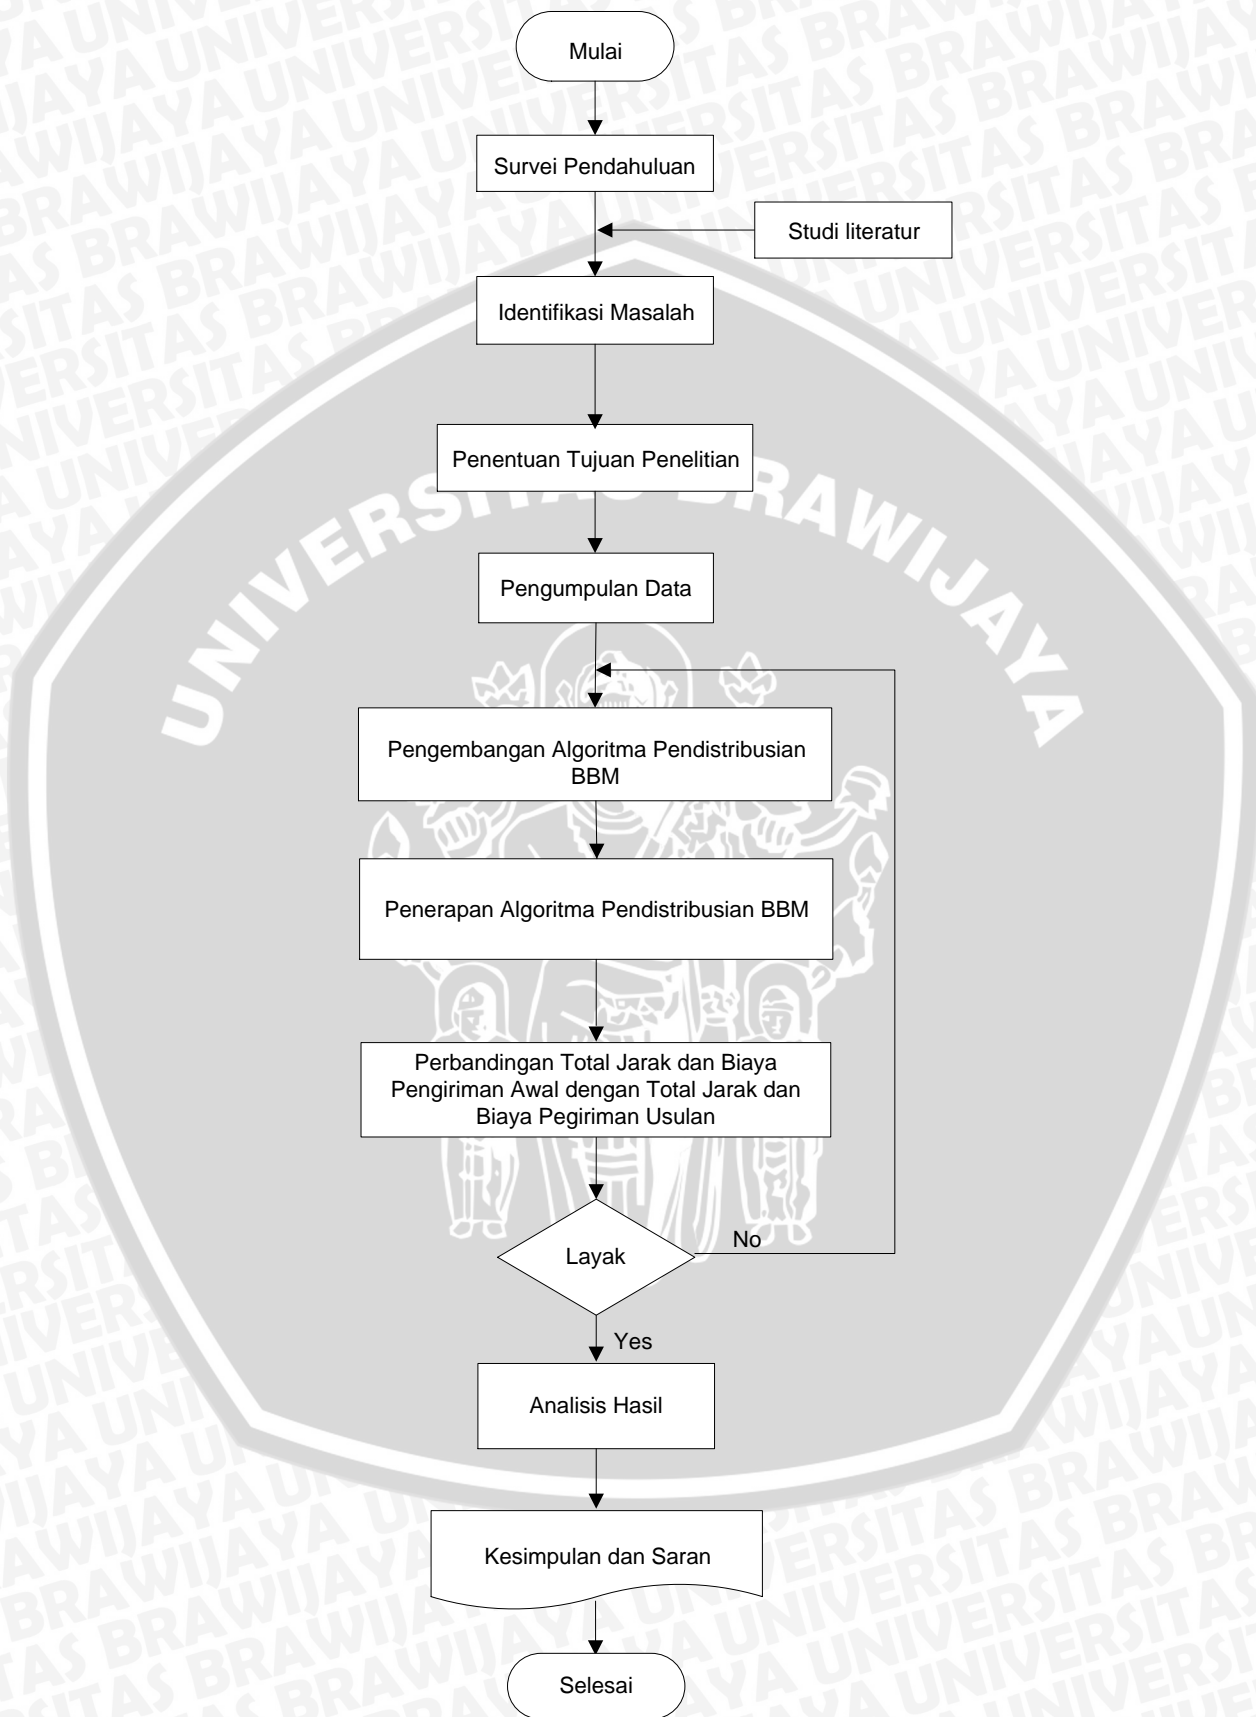 Mulai
Survei Pendahuluan
Studi literatur
Identifikasi Masalah
Penentuan Tujuan Penelitian
UNIVERSITAS BRAWIJAYA
Pengumpulan Data
Pengembangan Algoritma Pendistribusian
BBM
Penerapan Algoritma Pendistribusian BBM
Perbandingan Total Jarak dan Biaya
Pengiriman Awal dengan Total Jarak dan
Biaya Pegiriman Usulan
Layak
No
Yes
Analisis Hasil
Kesimpulan dan Saran
Selesai